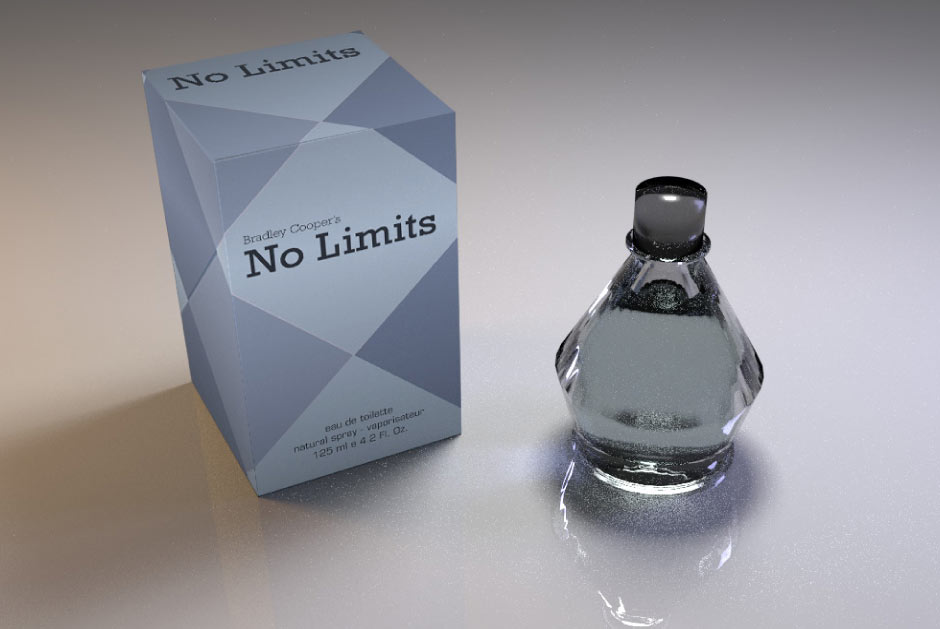 No Limits
Bradley Cooper's
No Limits
eau de toilette
natural spray - vaporisateur
125 ml e 4.2 Fl. Oz.